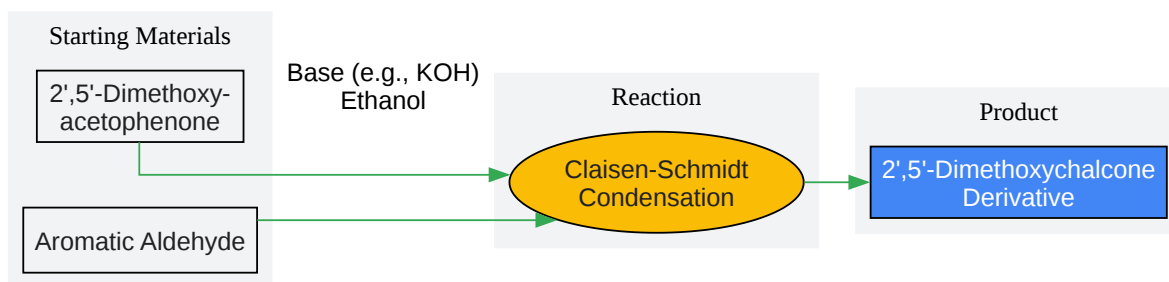 Starting Materials
2',5'-Dimethoxy-
acetophenone
Aromatic Aldehyde
Base (e.g., KOH)
Ethanol
Reaction
Claisen-Schmidt
Condensation
Product
2',5'-Dimethoxychalcone
Derivative